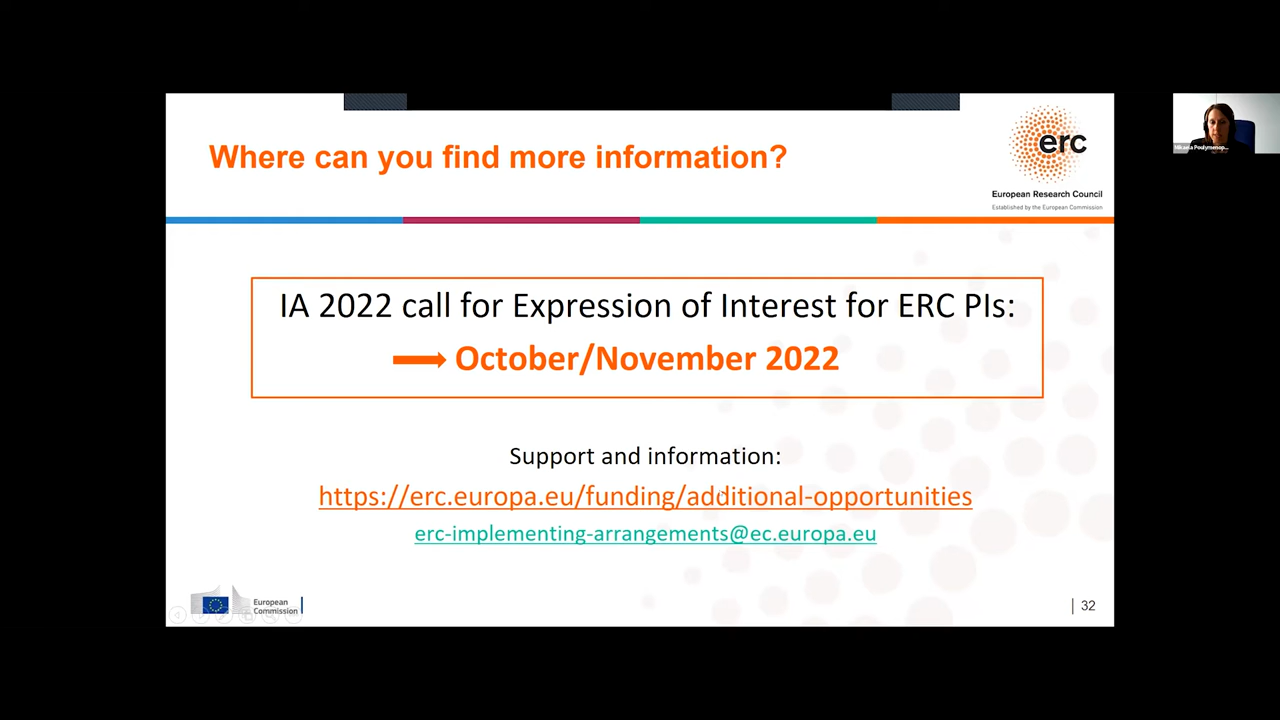 Where can you find more information?
erc
European Research Council
Established by the European Commission
Mikaela Poulymenop...
IA 2022 call for Expression of Interest for ERC PIs:
October/November 2022
Support and information:
https://erc.europa.eu/funding/additional-opportunities
erc-implementing-arrangements@ec.europa.eu
European
Commission
32